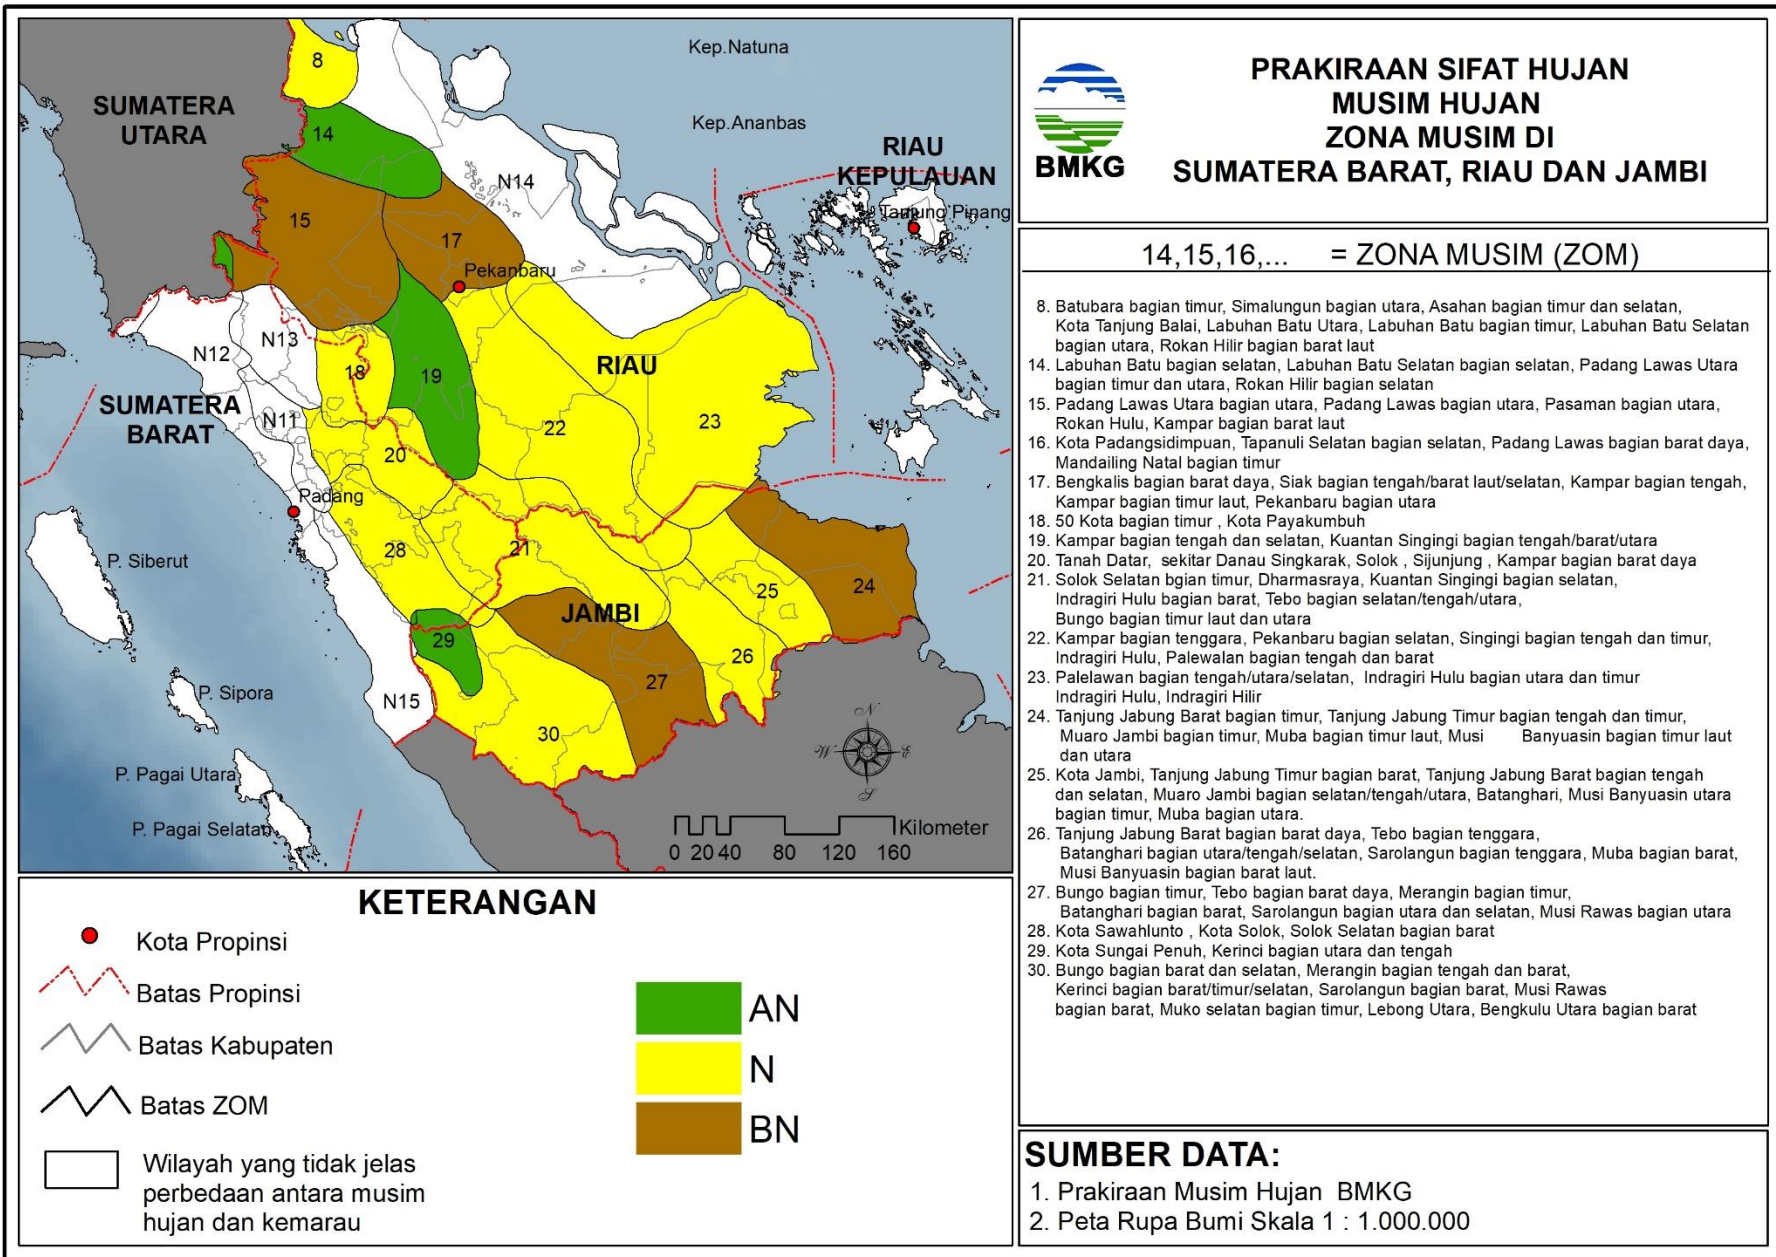 8
Kep.Natuna
SUMATERA
UTARA
14
Kep.Ananbas
RIAU
KEPULAUAN
N14
Tanjung Pinang
15
17
Pekanbaru
N13
N12
18
19
RIAU
SUMATERA
BARAT
N11
22
23
20
Padang
28
21
P. Siberut
25
24
JAMBI
29
26
27
P. Sipora
N15
30
N
W
E
S
P. Pagai Utara
P. Pagai Selatan
Kilometer
0 20 40 80 120 160
KETERANGAN
Kota Propinsi
Batas Propinsi
Batas Kabupaten
Batas ZOM
Wilayah yang tidak jelas
perbedaan antara musim
hujan dan kemarau
AN
N
BN
BMKG
PRAKIRAAN SIFAT HUJAN
MUSIM HUJAN
ZONA MUSIM DI
SUMATERA BARAT, RIAU DAN JAMBI
14,15,16,... = ZONA MUSIM (ZOM)
8. Batubara bagian timur, Simalungun bagian utara, Asahan bagian timur dan selatan,
Kota Tanjung Balai, Labuhan Batu Utara, Labuhan Batu bagian timur, Labuhan Batu Selatan
bagian utara, Rokan Hilir bagian barat laut
14. Labuhan Batu bagian selatan, Labuhan Batu Selatan bagian selatan, Padang Lawas Utara
bagian timur dan utara, Rokan Hilir bagian selatan
15. Padang Lawas Utara bagian utara, Padang Lawas bagian utara, Pasaman bagian utara,
Rokan Hulu, Kampar bagian barat laut
16. Kota Padangsidimpuan, Tapanuli Selatan bagian selatan, Padang Lawas bagian barat daya,
Mandailing Natal bagian timur
17. Bengkalis bagian barat daya, Siak bagian tengah/barat laut/selatan, Kampar bagian tengah,
Kampar bagian timur laut, Pekanbaru bagian utara
18. 50 Kota bagian timur , Kota Payakumbuh
19. Kampar bagian tengah dan selatan, Kuantan Singingi bagian tengah/barat/utara
20. Tanah Datar, sekitar Danau Singkarak, Solok , Sijunjung , Kampar bagian barat daya
21. Solok Selatan bgian timur, Dharmasraya, Kuantan Singingi bagian selatan,
Indragiri Hulu bagian barat, Tebo bagian selatan/tengah/utara,
Bungo bagian timur laut dan utara
22. Kampar bagian tenggara, Pekanbaru bagian selatan, Singingi bagian tengah dan timur,
Indragiri Hulu, Palewalan bagian tengah dan barat
23. Palelawan bagian tengah/utara/selatan, Indragiri Hulu bagian utara dan timur
Indragiri Hulu, Indragiri Hilir
24. Tanjung Jabung Barat bagian timur, Tanjung Jabung Timur bagian tengah dan timur,
Muaro Jambi bagian timur, Muba bagian timur laut, Musi Banyuasin bagian timur laut
dan utara
25. Kota Jambi, Tanjung Jabung Timur bagian barat, Tanjung Jabung Barat bagian tengah
dan selatan, Muaro Jambi bagian selatan/tengah/utara, Batanghari, Musi Banyuasin utara
bagian timur, Muba bagian utara.
26. Tanjung Jabung Barat bagian barat daya, Tebo bagian tenggara,
Batanghari bagian utara/tengah/selatan, Sarolangun bagian tenggara, Muba bagian barat,
Musi Banyuasin bagian barat laut.
27. Bungo bagian timur, Tebo bagian barat daya, Merangin bagian timur,
Batanghari bagian barat, Sarolangun bagian utara dan selatan, Musi Rawas bagian utara
28. Kota Sawahlunto , Kota Solok, Solok Selatan bagian barat
29. Kota Sungai Penuh, Kerinci bagian utara dan tengah
30. Bungo bagian barat dan selatan, Merangin bagian tengah dan barat,
Kerinci bagian barat/timur/selatan, Sarolangun bagian barat, Musi Rawas
bagian barat, Muko selatan bagian timur, Lebong Utara, Bengkulu Utara bagian barat
SUMBER DATA:
1. Prakiraan Musim Hujan BMKG
2. Peta Rupa Bumi Skala 1 : 1.000.000